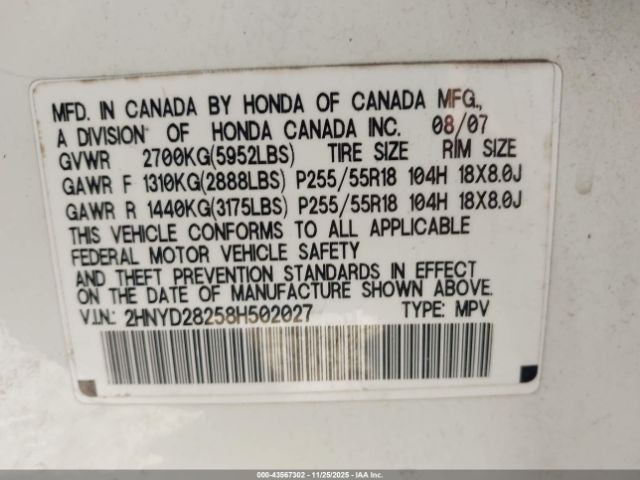 MFD. IN CANADA BY HONDA OF CANADA MFG.,
A DIVISION OF HONDA CANADA INC. 08/07
GVWR 2700KG(5952LBS) TIRE SIZE RIM SIZE
GAWR F 1310KG(2888LBS) P255/55R18 104H 18X8.0J
GAWR R 1440KG(3175LBS) P255/55R18 104H 18X8.0J
THIS VEHICLE CONFORMS TO ALL APPLICABLE
FEDERAL MOTOR VEHICLE SAFETY
AND THEFT PREVENTION STANDARDS IN EFFECT
ON THE DATE OF MANUFACTURE SHOWN ABOVE.
V.I.N.: 2HNYD28258H502027 TYPE: MPV
000-43567302 - 11/25/2025 - IAA Inc. Copyright